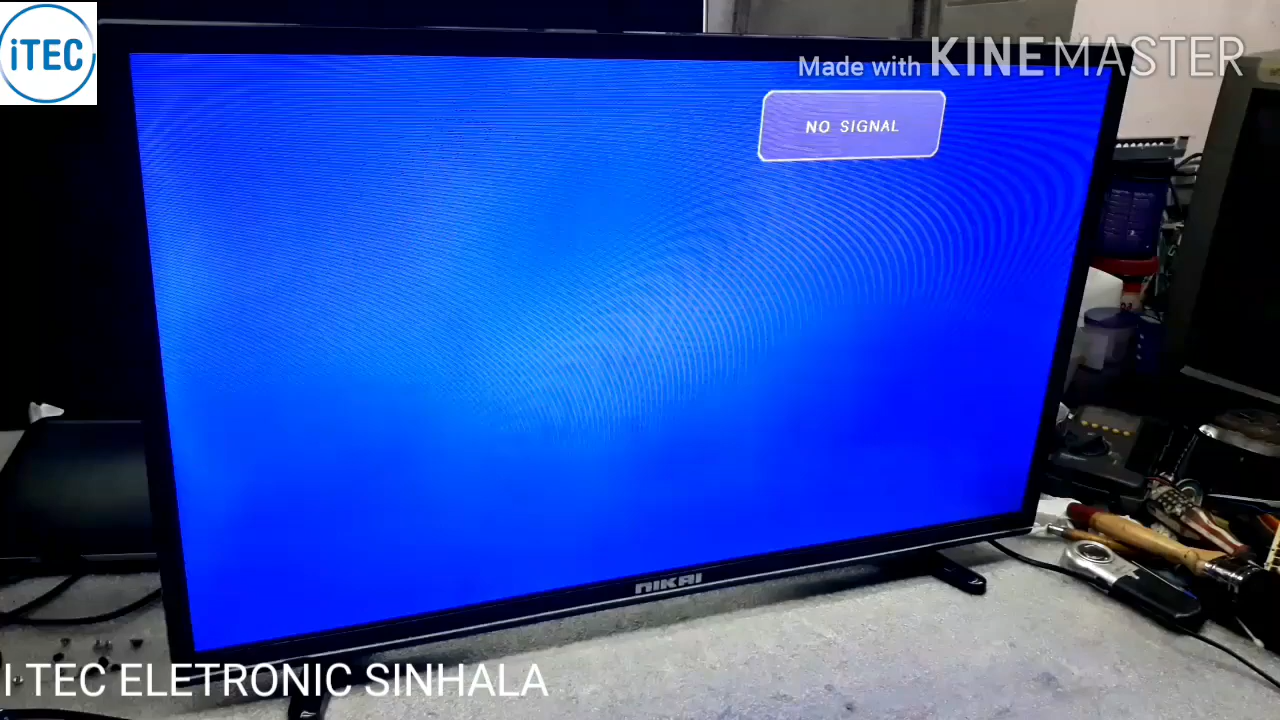 iTEC
Made with KINEMASTER
NO SIGNAL
NIKAI
I TEC ELETRONIC SINHALA